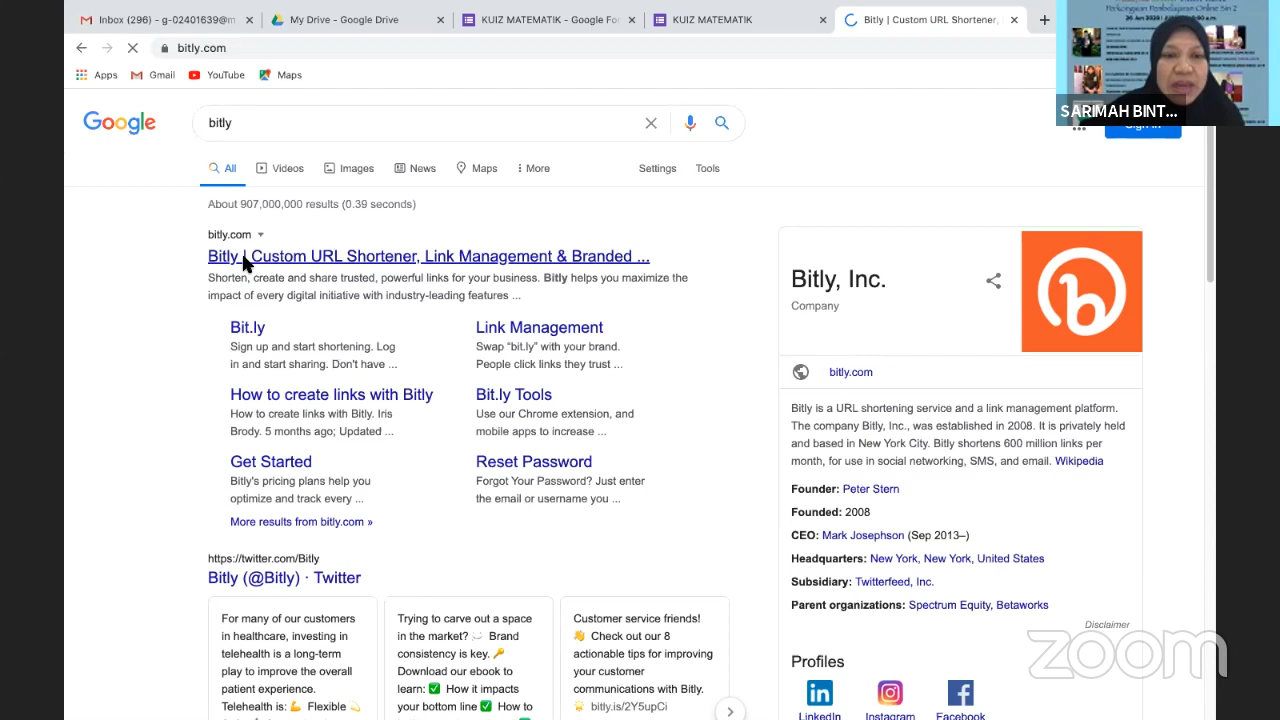 Inbox (296) - g-02401639@m
My Drive - Google Drive
KUIZ MATEMATIK - Google Fo
KUIZ MATEMATIK
Bitly | Custom URL Shortener,
bitly.com
Apps
Gmail
YouTube
Maps
Perkongsian Pembelajaran Online Siri 2
SARIMAH BINT...
Google
bitly
Sign in
All
Videos
Images
News
Maps
More
Settings
Tools
About 907,000,000 results (0.39 seconds)
bitly.com
Bitly | Custom URL Shortener, Link Management & Branded ...
Shorten, create and share trusted, powerful links for your business. Bitly helps you maximize the
impact of every digital initiative with industry-leading features ...
Bit.ly
Sign up and start shortening. Log
in and start sharing. Don't have ...
Link Management
Swap “bit.ly” with your brand.
People click links they trust ...
How to create links with Bitly
How to create links with Bitly. Iris
Brody. 5 months ago; Updated ...
Bit.ly Tools
Use our Chrome extension, and
mobile apps to increase ...
Get Started
Bitly's pricing plans help you
optimize and track every ...
Reset Password
Forgot Your Password? Just enter
the email or username you ...
More results from bitly.com »
https://twitter.com/Bitly
Bitly (@Bitly) · Twitter
For many of our customers
in healthcare, investing in
telehealth is a long-term
play to improve the overall
patient experience.
Telehealth is: 💪 Flexible
Trying to carve out a space
in the market? Brand
consistency is key. 🔑
Download our ebook to
learn: ✅ How it impacts
your bottom line ✅ How to
Customer service friends!
👋 Check out our 8
actionable tips for improving
your customer
communications with Bitly.
bit.ly/is/2Y5upCi
Bitly, Inc.
Company
b
bitly.com
Bitly is a URL shortening service and a link management platform.
The company Bitly, Inc., was established in 2008. It is privately held
and based in New York City. Bitly shortens 600 million links per
month, for use in social networking, SMS, and email. Wikipedia
Founder: Peter Stern
Founded: 2008
CEO: Mark Josephson (Sep 2013–)
Headquarters: New York, New York, United States
Subsidiary: Twitterfeed, Inc.
Parent organizations: Spectrum Equity, Betaworks
Disclaimer
zoom
Profiles
LinkedIn
Instagram
Facebook